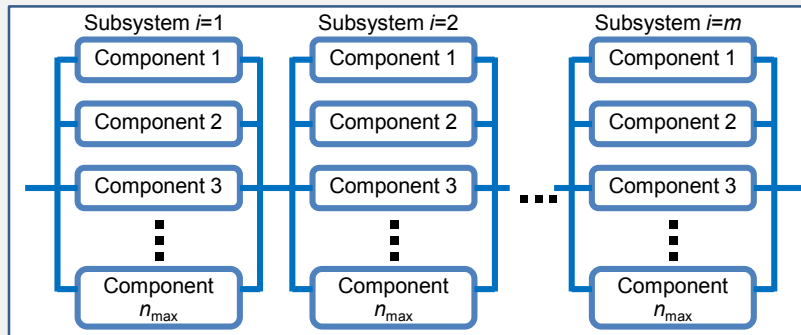 Subsystem i=1
Component 1
Component 2
Component 3
Component
nmax
Subsystem i=2
Component 1
Component 2
Component 3
Component
nmax
Subsystem i=m
Component 1
Component 2
Component 3
Component
nmax